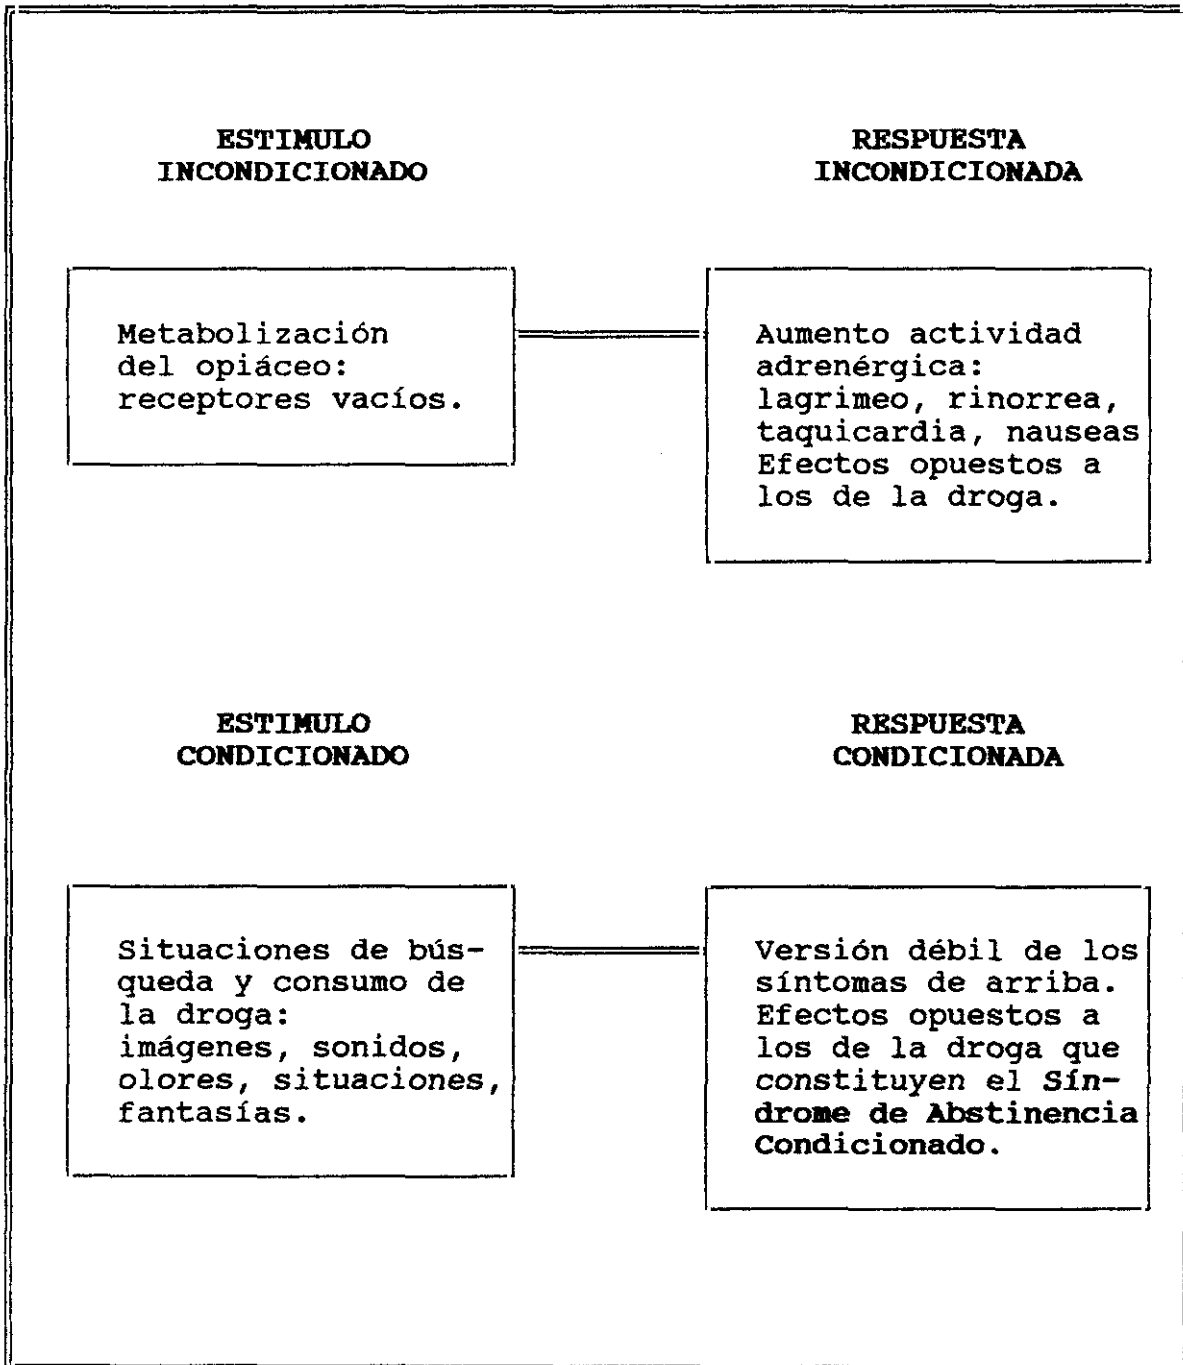 ESTIMULO
INCONDICIONADO
RESPUESTA
INCONDICIONADA
Metabolización
del opiáceo:
receptores vacíos.
Aumento actividad
adrenérgica:
lagrimeo, rinorrea,
taquicardia, nauseas
Efectos opuestos a
los de la droga.
ESTIMULO
CONDICIONADO
RESPUESTA
CONDICIONADA
Situaciones de bús-
queda y consumo de
la droga:
imágenes, sonidos,
olores, situaciones,
fantasías.
Versión débil de los
síntomas de arriba.
Efectos opuestos a
los de la droga que
constituyen el Sín-
drome de Abstinencia
Condicionado.